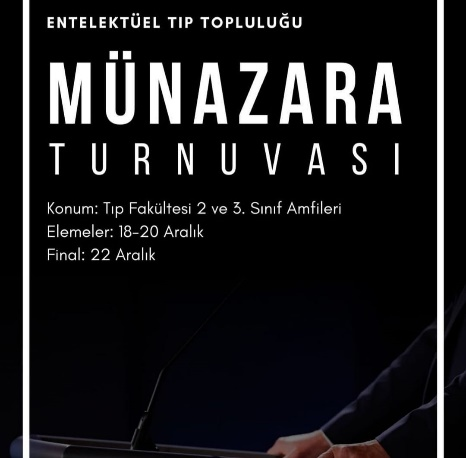 ENTELEKTÜEL TIP TOPLULUĞU
MÜNAZARA
TURNUVASI
Konum: Tıp Fakültesi 2 ve 3. Sınıf Amfileri
Elemeler: 18-20 Aralık
Final: 22 Aralık